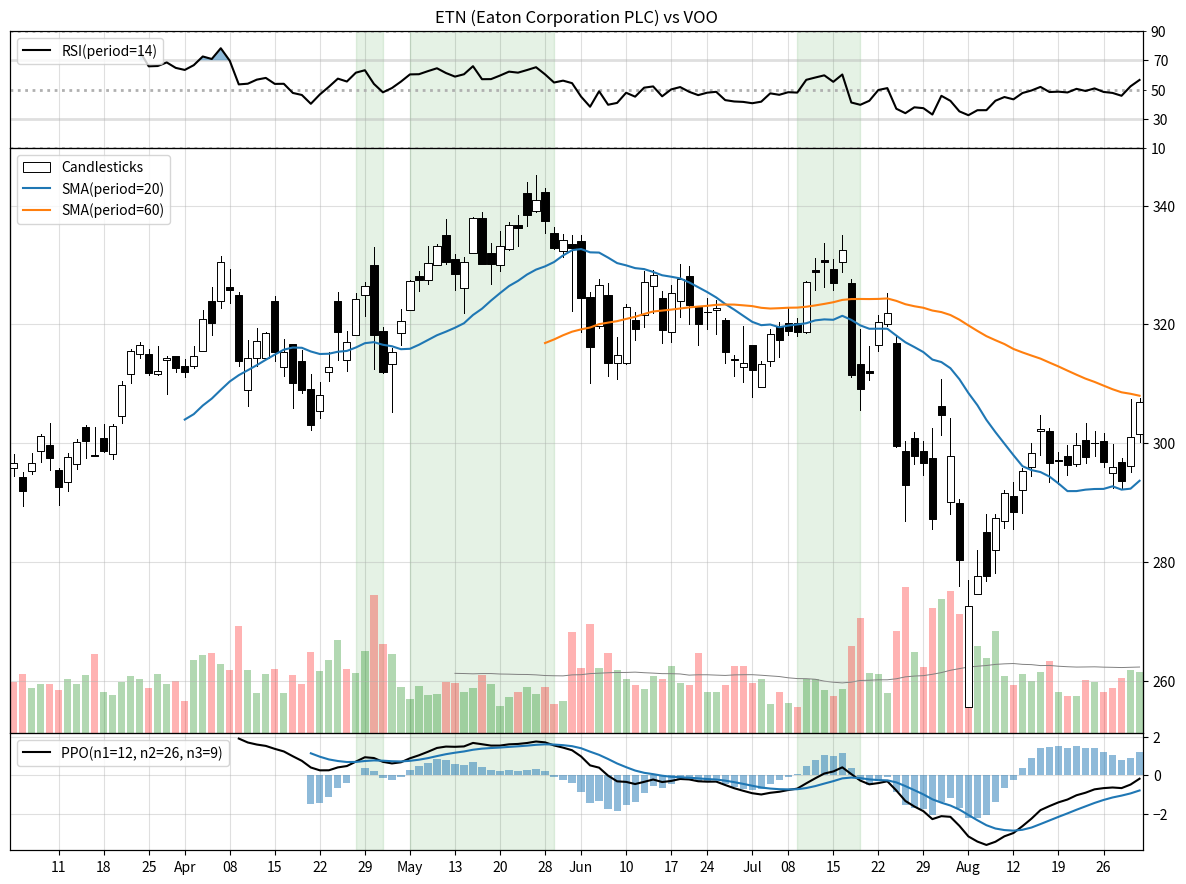 ETN (Eaton Corporation PLC) vs VOO
RSI(period=14)
90
70
50
30
10
Candlesticks
SMA(period=20)
SMA(period=60)
340
320
300
280
260
PPO(n1=12, n2=26, n3=9)
2
0
−2
11 18 25 Apr 08 15 22 29 May 13 20 28 Jun 10 17 24 Jul 08 15 22 29 Aug 12 19 26